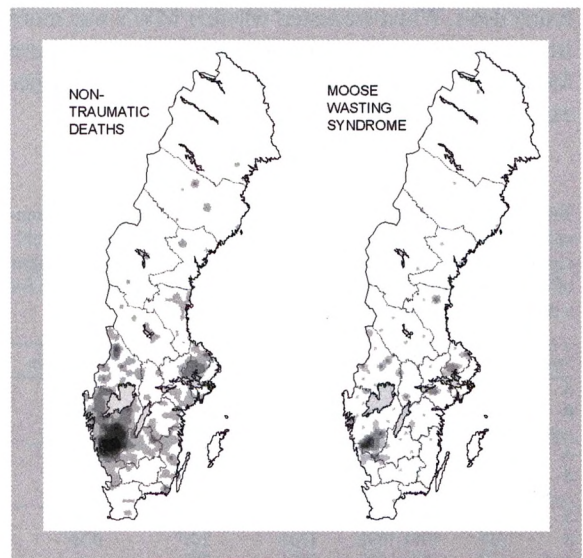 NON-
TRAUMATIC
DEATHS
MOOSE
WASTING
SYNDROME